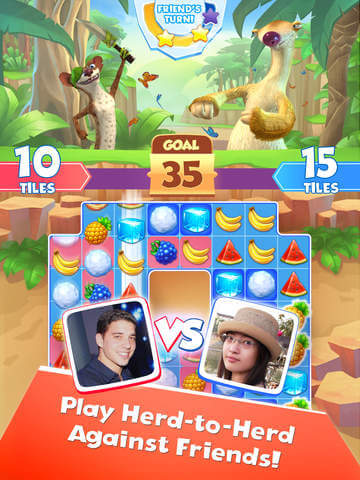 FRIEND'S
TURN!
10
TILES
GOAL
35
15
TILES
VS
Play Herd-to-Herd
Against Friends!